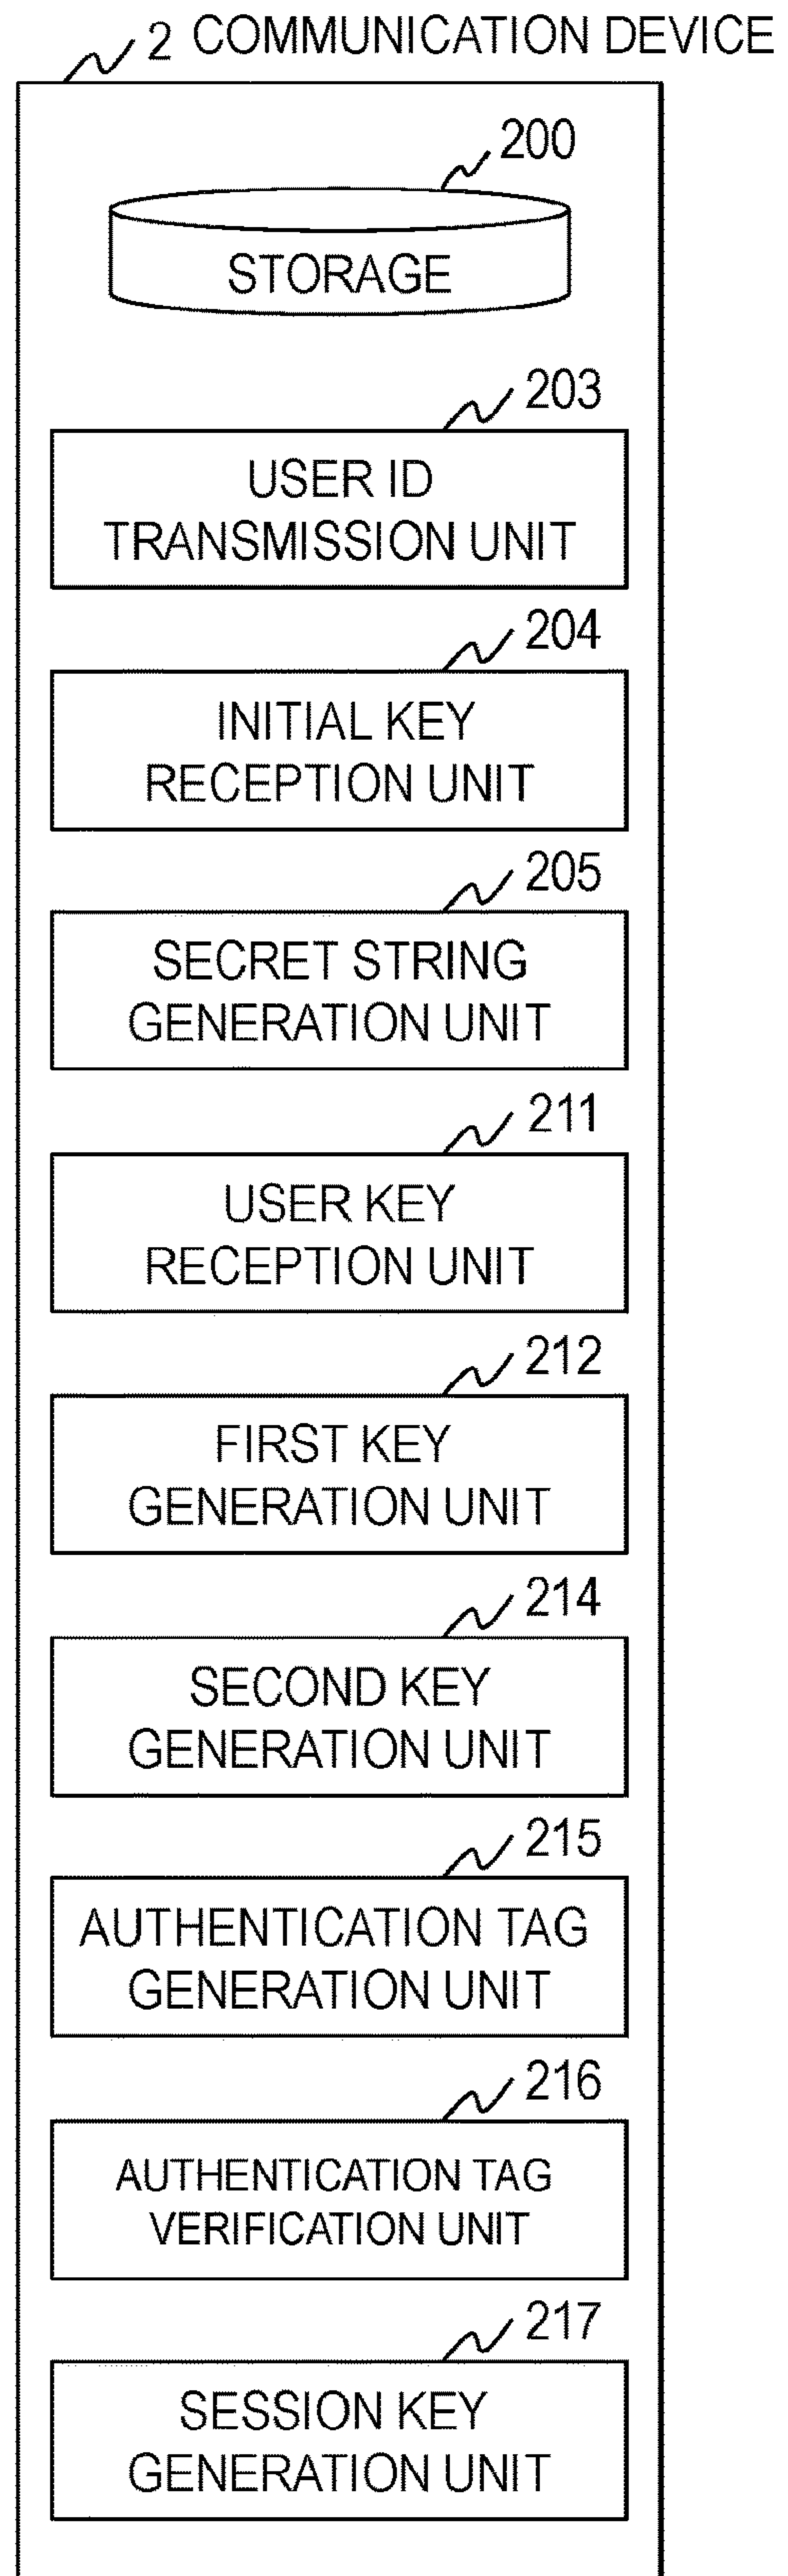 2 COMMUNICATION DEVICE
200
STORAGE
203
USER ID
TRANSMISSION UNIT
204
INITIAL KEY
RECEPTION UNIT
205
SECRET STRING
GENERATION UNIT
211
USER KEY
RECEPTION UNIT
212
FIRST KEY
GENERATION UNIT
214
SECOND KEY
GENERATION UNIT
215
AUTHENTICATION TAG
GENERATION UNIT
216
AUTHENTICATION TAG
VERIFICATION UNIT
217
SESSION KEY
GENERATION UNIT